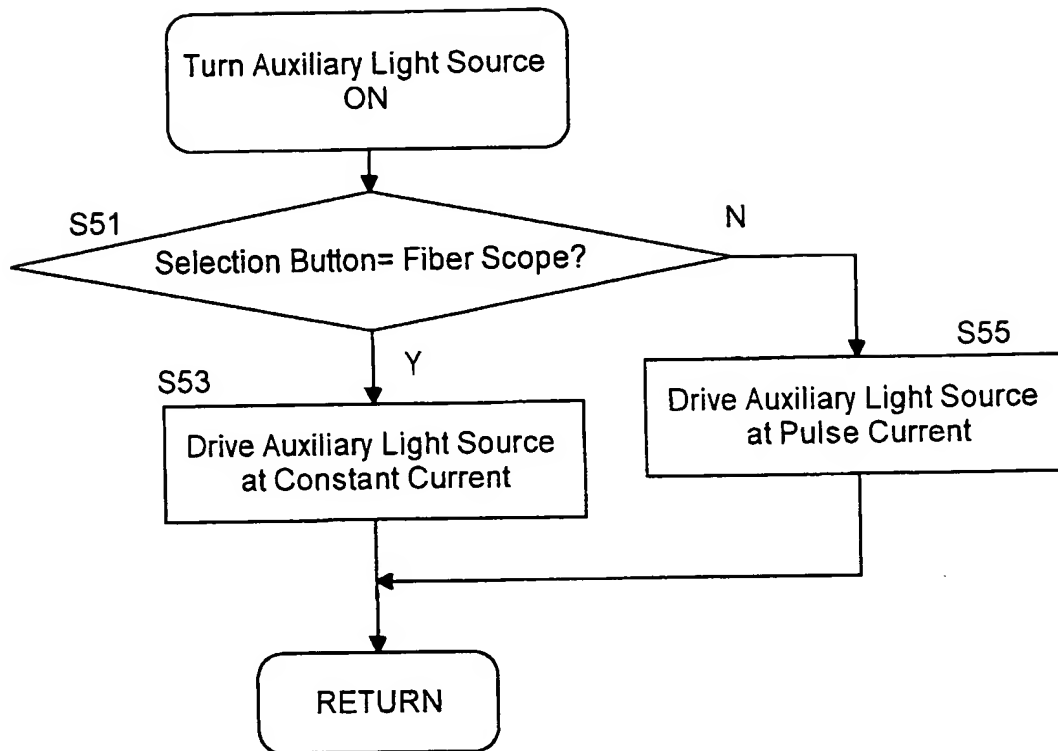 Turn Auxiliary Light Source
ON
S51
Selection Button= Fiber Scope?
N
Y
S53
Drive Auxiliary Light Source
at Constant Current
S55
Drive Auxiliary Light Source
at Pulse Current
RETURN